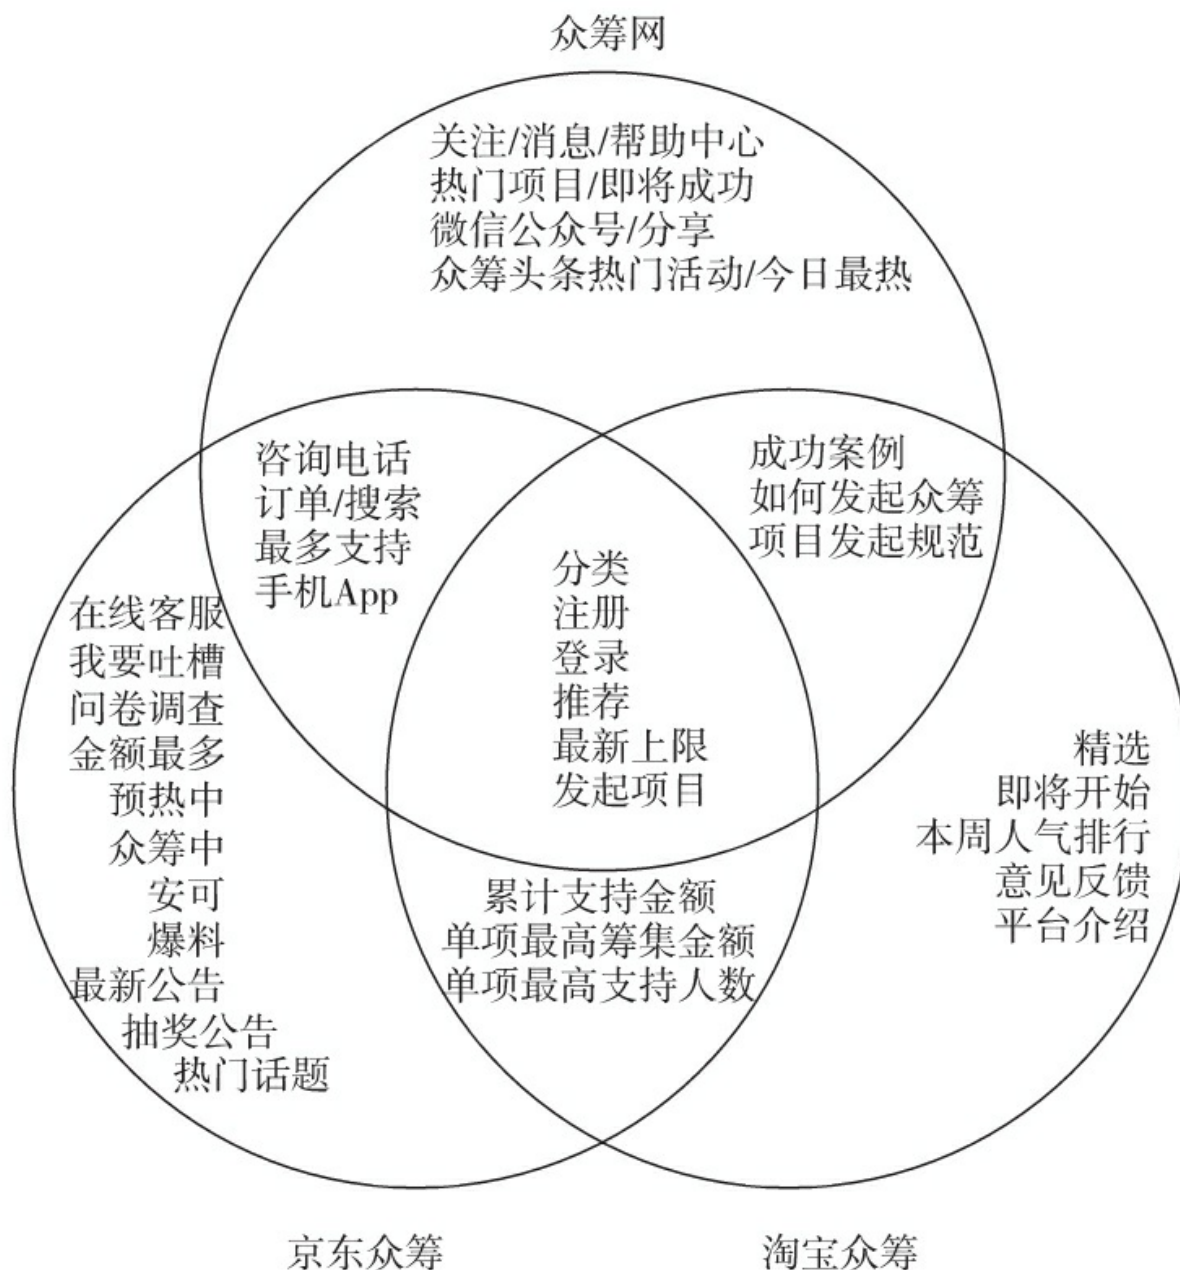 众筹网
关注/消息/帮助中心
热门项目/即将成功
微信公众号/分享
众筹头条热门活动/今日最热
咨询电话
订单/搜索
最多支持
手机App
成功案例
如何发起众筹
项目发起规范
分类
注册
登录
推荐
最新上限
发起项目
在线客服
我要吐槽
问卷调查
金额最多
预热中
众筹中
安可
爆料
最新公告
抽奖公告
热门话题
精选
即将开始
本周人气排行
意见反馈
平台介绍
累计支持金额
单项最高筹集金额
单项最高支持人数
京东众筹
淘宝众筹